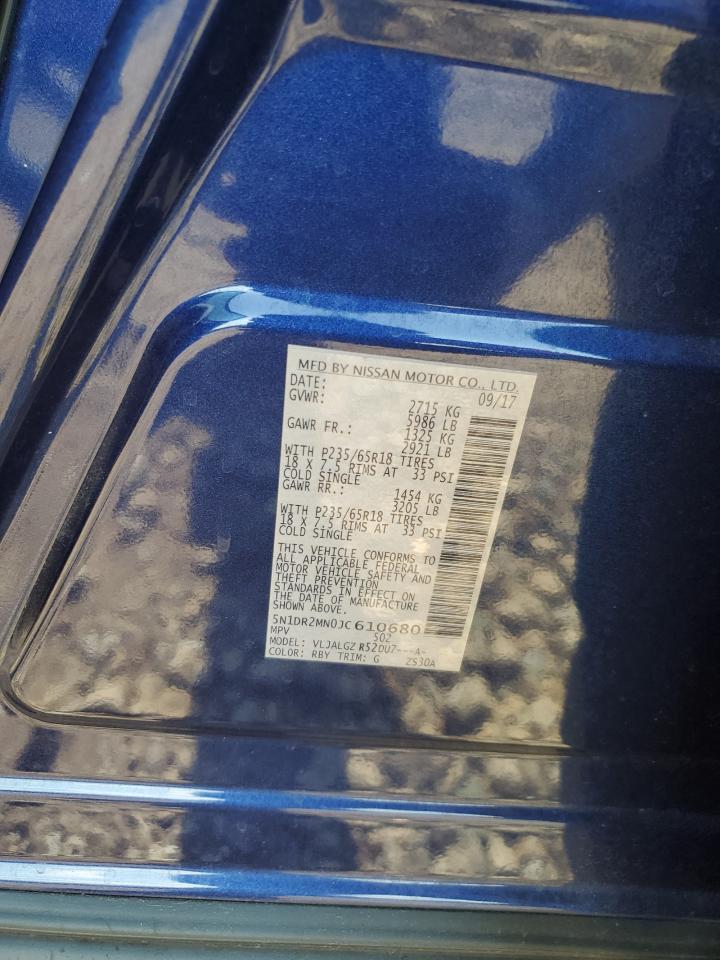 MFD BY NISSAN MOTOR CO., LTD.
DATE: 09/17
GVWR: 2715 KG
5986 LB
GAWR FR.: 1325 KG
2921 LB
WITH P235/65R18 TIRES
18 X 7.5 RIMS AT 33 PSI
COLD SINGLE
GAWR RR.: 1454 KG
3205 LB
WITH P235/65R18 TIRES
18 X 7.5 RIMS AT 33 PSI
COLD SINGLE
THIS VEHICLE CONFORMS TO
ALL APPLICABLE FEDERAL
MOTOR VEHICLE SAFETY AND
THEFT PREVENTION
STANDARDS IN EFFECT ON
THE DATE OF MANUFACTURE
SHOWN ABOVE.
5N1DR2MN0JC610680
MPV 502
MODEL: VLJALGZ R52DU7---A-
COLOR: RBY TRIM: G 2S30A